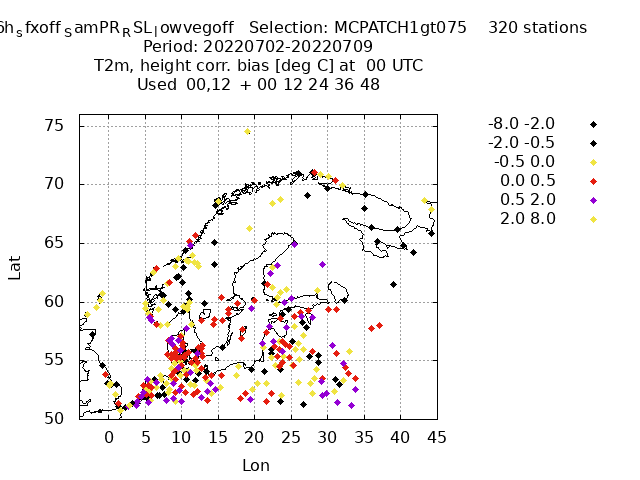 6h_sfxoff_SamPR_RSL_lowvegoff Selection: MCPATCH1gt075 320 stations
Period: 20220702-20220709
T2m, height corr. bias [deg C] at 00 UTC
Used 00,12 + 00 12 24 36 48
-8.0 -2.0
-2.0 -0.5
-0.5 0.0
0.0 0.5
0.5 2.0
2.0 8.0
75
70
65
60
55
50
Lat
0 5 10 15 20 25 30 35 40 45
Lon